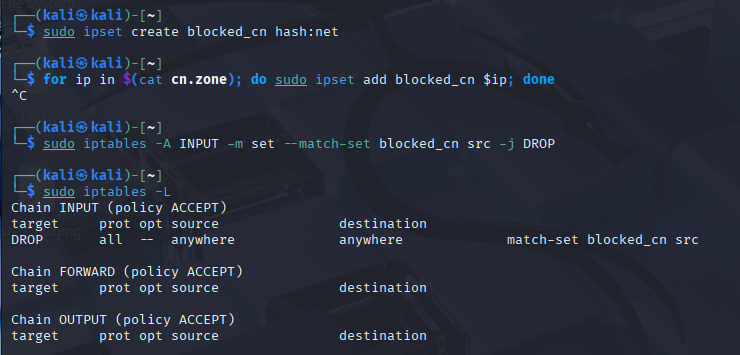 ┌──(kali㉿kali)-[~]
└─$ sudo ipset create blocked_cn hash:net
┌──(kali㉿kali)-[~]
└─$ for ip in $(cat cn.zone); do sudo ipset add blocked_cn $ip; done
^C
┌──(kali㉿kali)-[~]
└─$ sudo iptables -A INPUT -m set --match-set blocked_cn src -j DROP
┌──(kali㉿kali)-[~]
└─$ sudo iptables -L
Chain INPUT (policy ACCEPT)
target     prot opt source               destination
DROP       all  --  anywhere             anywhere             match-set blocked_cn src
Chain FORWARD (policy ACCEPT)
target     prot opt source               destination
Chain OUTPUT (policy ACCEPT)
target     prot opt source               destination